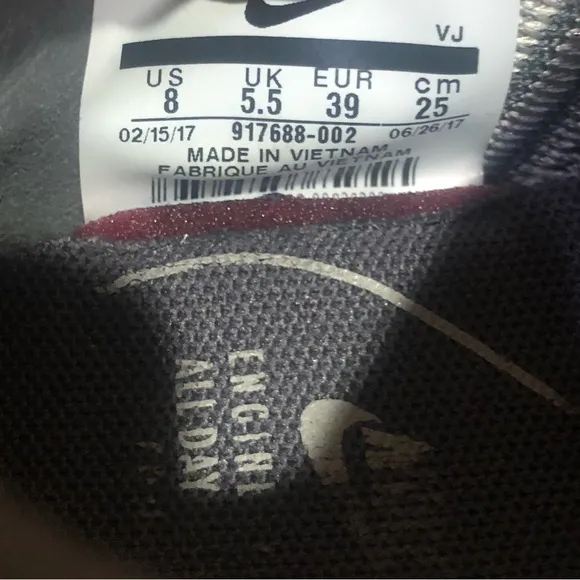 VJ
US UK EUR cm
8 5.5 39 25
02/15/17 917688-002 06/26/17
MADE IN VIETNAM
FABRIQUE AU VIETNAM
ALL DAY